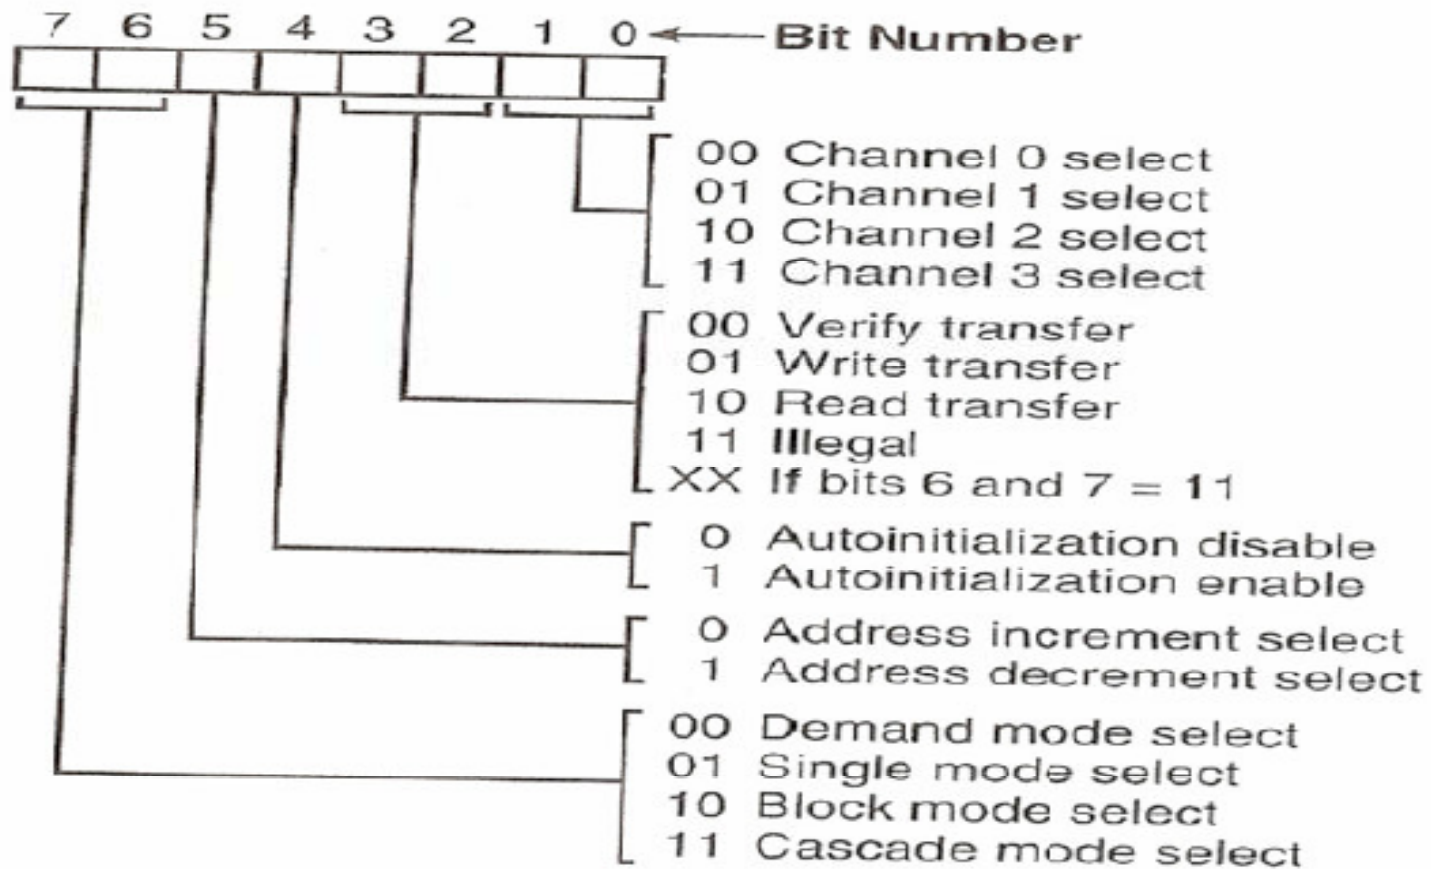 7 6 5 4 3 2 1 0 Bit Number
00 Channel 0 select
01 Channel 1 select
10 Channel 2 select
11 Channel 3 select
00 Verify transfer
01 Write transfer
10 Read transfer
11 Illegal
XX If bits 6 and 7 = 11
0 Autoinitialization disable
1 Autoinitialization enable
0 Address increment select
1 Address decrement select
00 Demand mode select
01 Single mode select
10 Block mode select
11 Cascade mode select